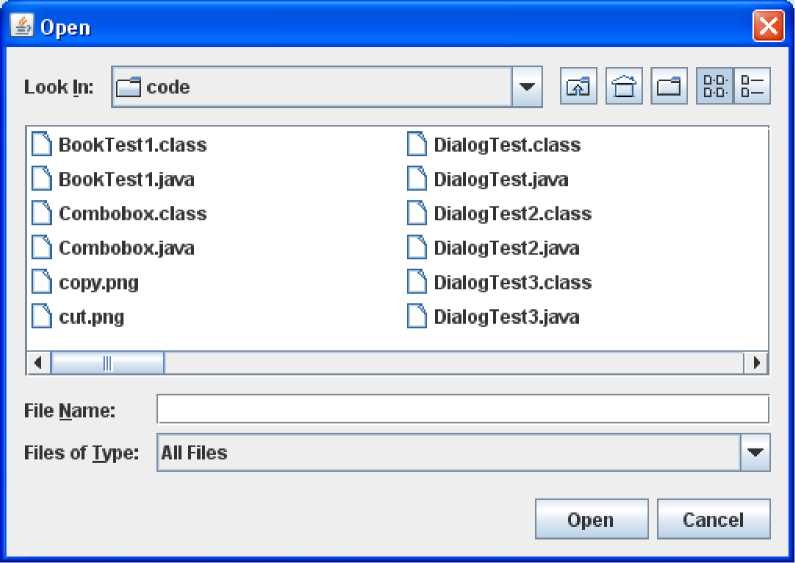 Open
Look In: code
BookTest1.class DialogTest.class
BookTest1.java DialogTest.java
Combobox.class DialogTest2.class
Combobox.java DialogTest2.java
copy.png DialogTest3.class
cut.png DialogTest3.java
File Name:
Files of Type: All Files
Open Cancel